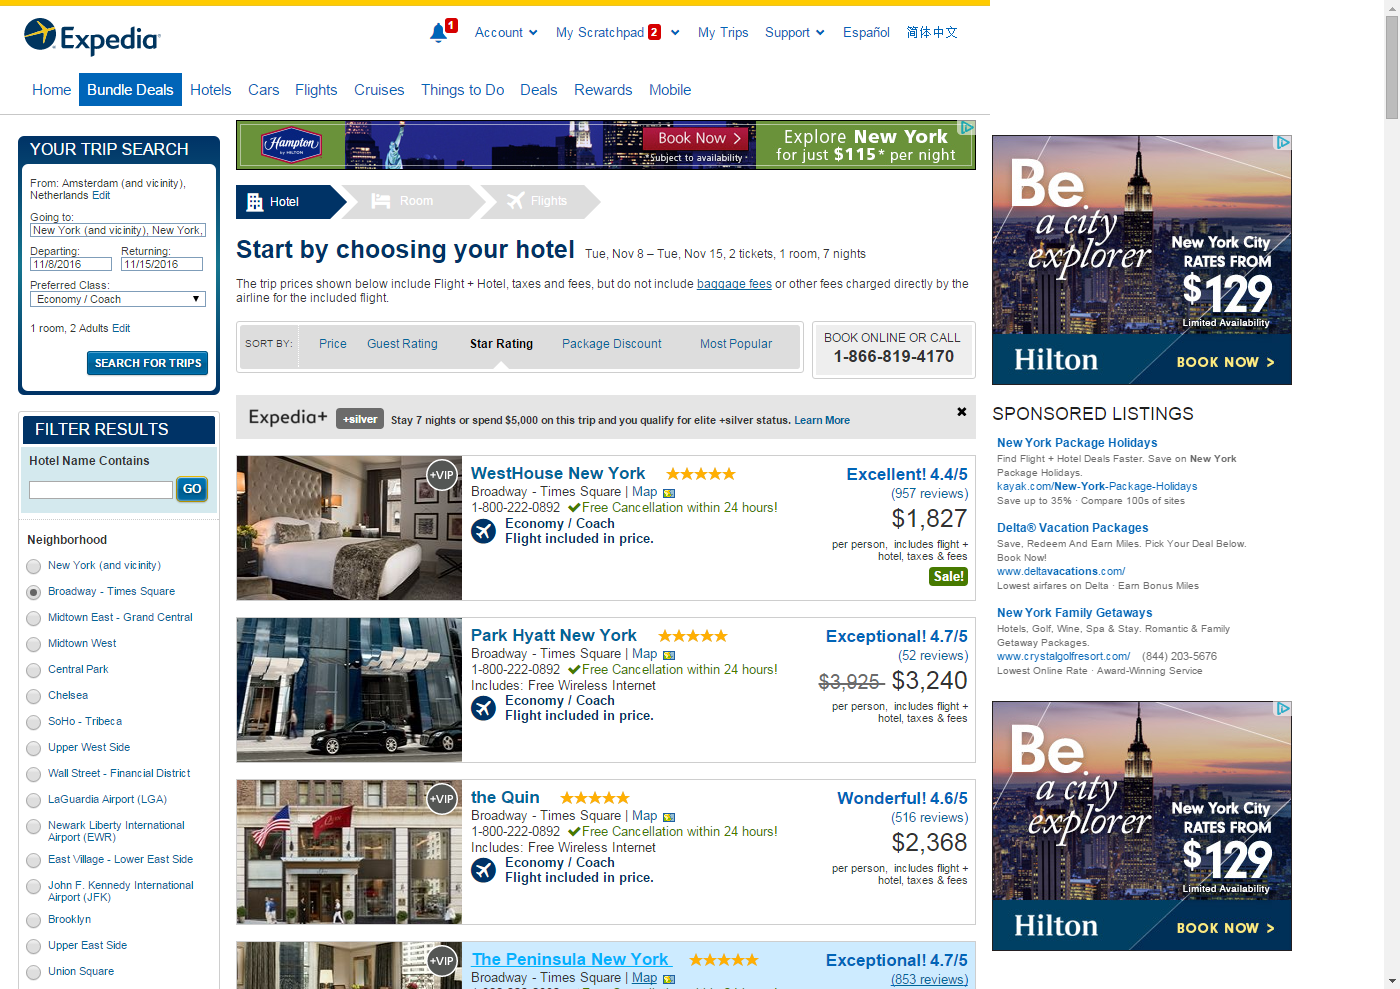 Expedia
1
Account
My Scratchpad 2
My Trips
Support
Español
简体中文
Home
Bundle Deals
Hotels
Cars
Flights
Cruises
Things to Do
Deals
Rewards
Mobile
YOUR TRIP SEARCH
From: Amsterdam (and vicinity),
Netherlands Edit
Going to:
New York (and vicinity), New York,
Departing: Returning:
11/8/2016 11/15/2016
Preferred Class:
Economy / Coach
1 room, 2 Adults Edit
SEARCH FOR TRIPS
FILTER RESULTS
Hotel Name Contains
GO
Neighborhood
New York (and vicinity)
Broadway - Times Square
Midtown East - Grand Central
Midtown West
Central Park
Chelsea
SoHo - Tribeca
Upper West Side
Wall Street - Financial District
LaGuardia Airport (LGA)
Newark Liberty International
Airport (EWR)
East Village - Lower East Side
John F. Kennedy International
Airport (JFK)
Brooklyn
Upper East Side
Union Square
Hampton
BY HILTON
Book Now >
*Subject to availability*
Explore New York
for just $115* per night
Hotel
Room
Flights
Start by choosing your hotel Tue, Nov 8 – Tue, Nov 15, 2 tickets, 1 room, 7 nights
The trip prices shown below include Flight + Hotel, taxes and fees, but do not include baggage fees or other fees charged directly by the
airline for the included flight.
SORT BY: Price Guest Rating Star Rating Package Discount Most Popular
BOOK ONLINE OR CALL
1-866-819-4170
Expedia+ +silver Stay 7 nights or spend $5,000 on this trip and you qualify for elite +silver status. Learn More
+VIP
WestHouse New York
Broadway - Times Square | Map
1-800-222-0892 Free Cancellation within 24 hours!
Economy / Coach
Flight included in price.
Excellent! 4.4/5
(957 reviews)
$1,827
per person, includes flight +
hotel, taxes & fees
Sale!
Park Hyatt New York
Broadway - Times Square | Map
1-800-222-0892 Free Cancellation within 24 hours!
Includes: Free Wireless Internet
Economy / Coach
Flight included in price.
Exceptional! 4.7/5
(52 reviews)
$3,925 $3,240
per person, includes flight +
hotel, taxes & fees
+VIP
the Quin
Broadway - Times Square | Map
1-800-222-0892 Free Cancellation within 24 hours!
Includes: Free Wireless Internet
Economy / Coach
Flight included in price.
Wonderful! 4.6/5
(516 reviews)
$2,368
per person, includes flight +
hotel, taxes & fees
+VIP
The Peninsula New York
Broadway - Times Square | Map
Exceptional! 4.7/5
(853 reviews)
Be
a city
explorer
New York City
RATES FROM
$129
Limited Availability
Hilton
BOOK NOW >
SPONSORED LISTINGS
New York Package Holidays
Find Flight + Hotel Deals Faster. Save on New York
Package Holidays.
kayak.com/New-York-Package-Holidays
Save up to 35% · Compare 100s of sites
Delta® Vacation Packages
Save, Redeem And Earn Miles. Pick Your Deal Below.
Book Now!
www.deltavacations.com/
Lowest airfares on Delta · Earn Bonus Miles
New York Family Getaways
Hotels, Golf, Wine, Spa & Stay. Romantic & Family
Getaway Packages.
www.crystalgolfresort.com/ (844) 203-5676
Lowest Online Rate · Award-Winning Service
Be
a city
explorer
New York City
RATES FROM
$129
Limited Availability
Hilton
BOOK NOW >